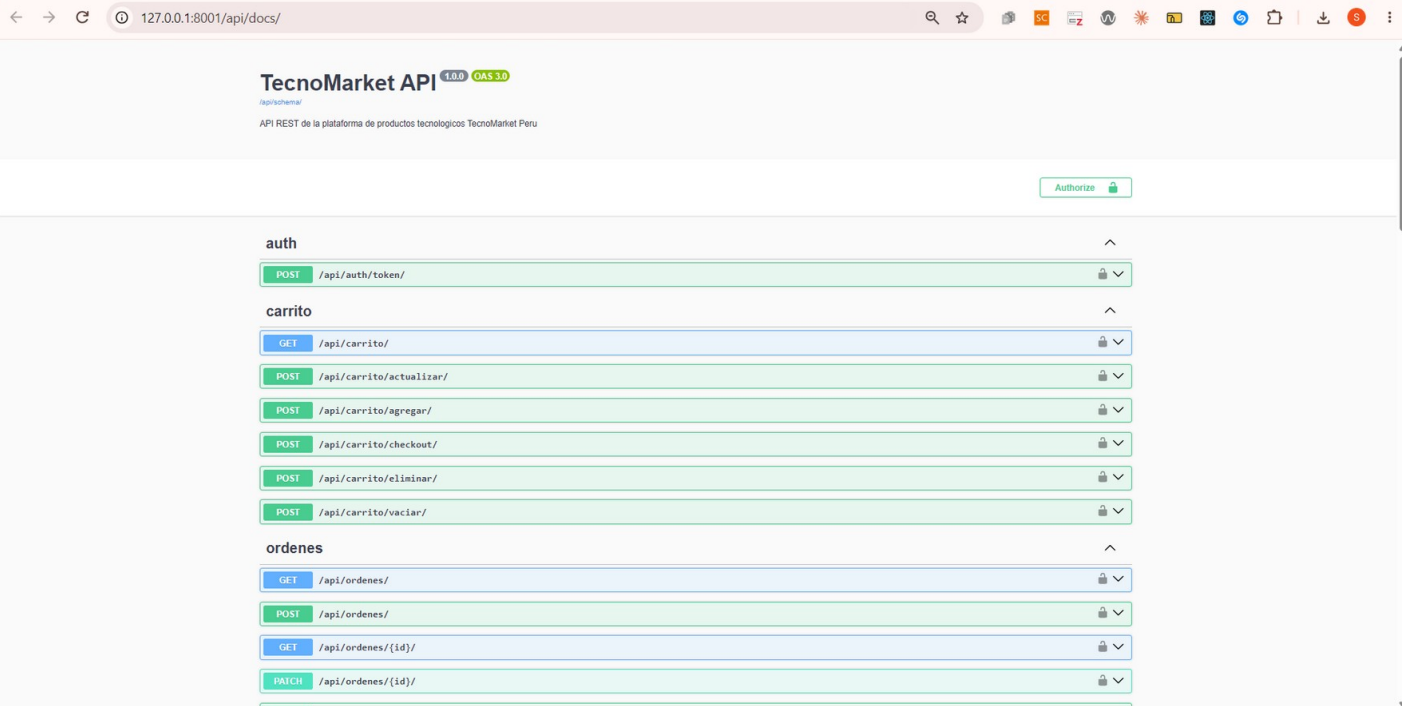 127.0.0.1:8001/api/docs/
SC
EZ
S
TecnoMarket API 1.0.0 OAS 3.0
/api/schema/
API REST de la plataforma de productos tecnologicos TecnoMarket Peru
Authorize
auth
POST /api/auth/token/
carrito
GET /api/carrito/
POST /api/carrito/actualizar/
POST /api/carrito/agregar/
POST /api/carrito/checkout/
POST /api/carrito/eliminar/
POST /api/carrito/vaciar/
ordenes
GET /api/ordenes/
POST /api/ordenes/
GET /api/ordenes/{id}/
PATCH /api/ordenes/{id}/